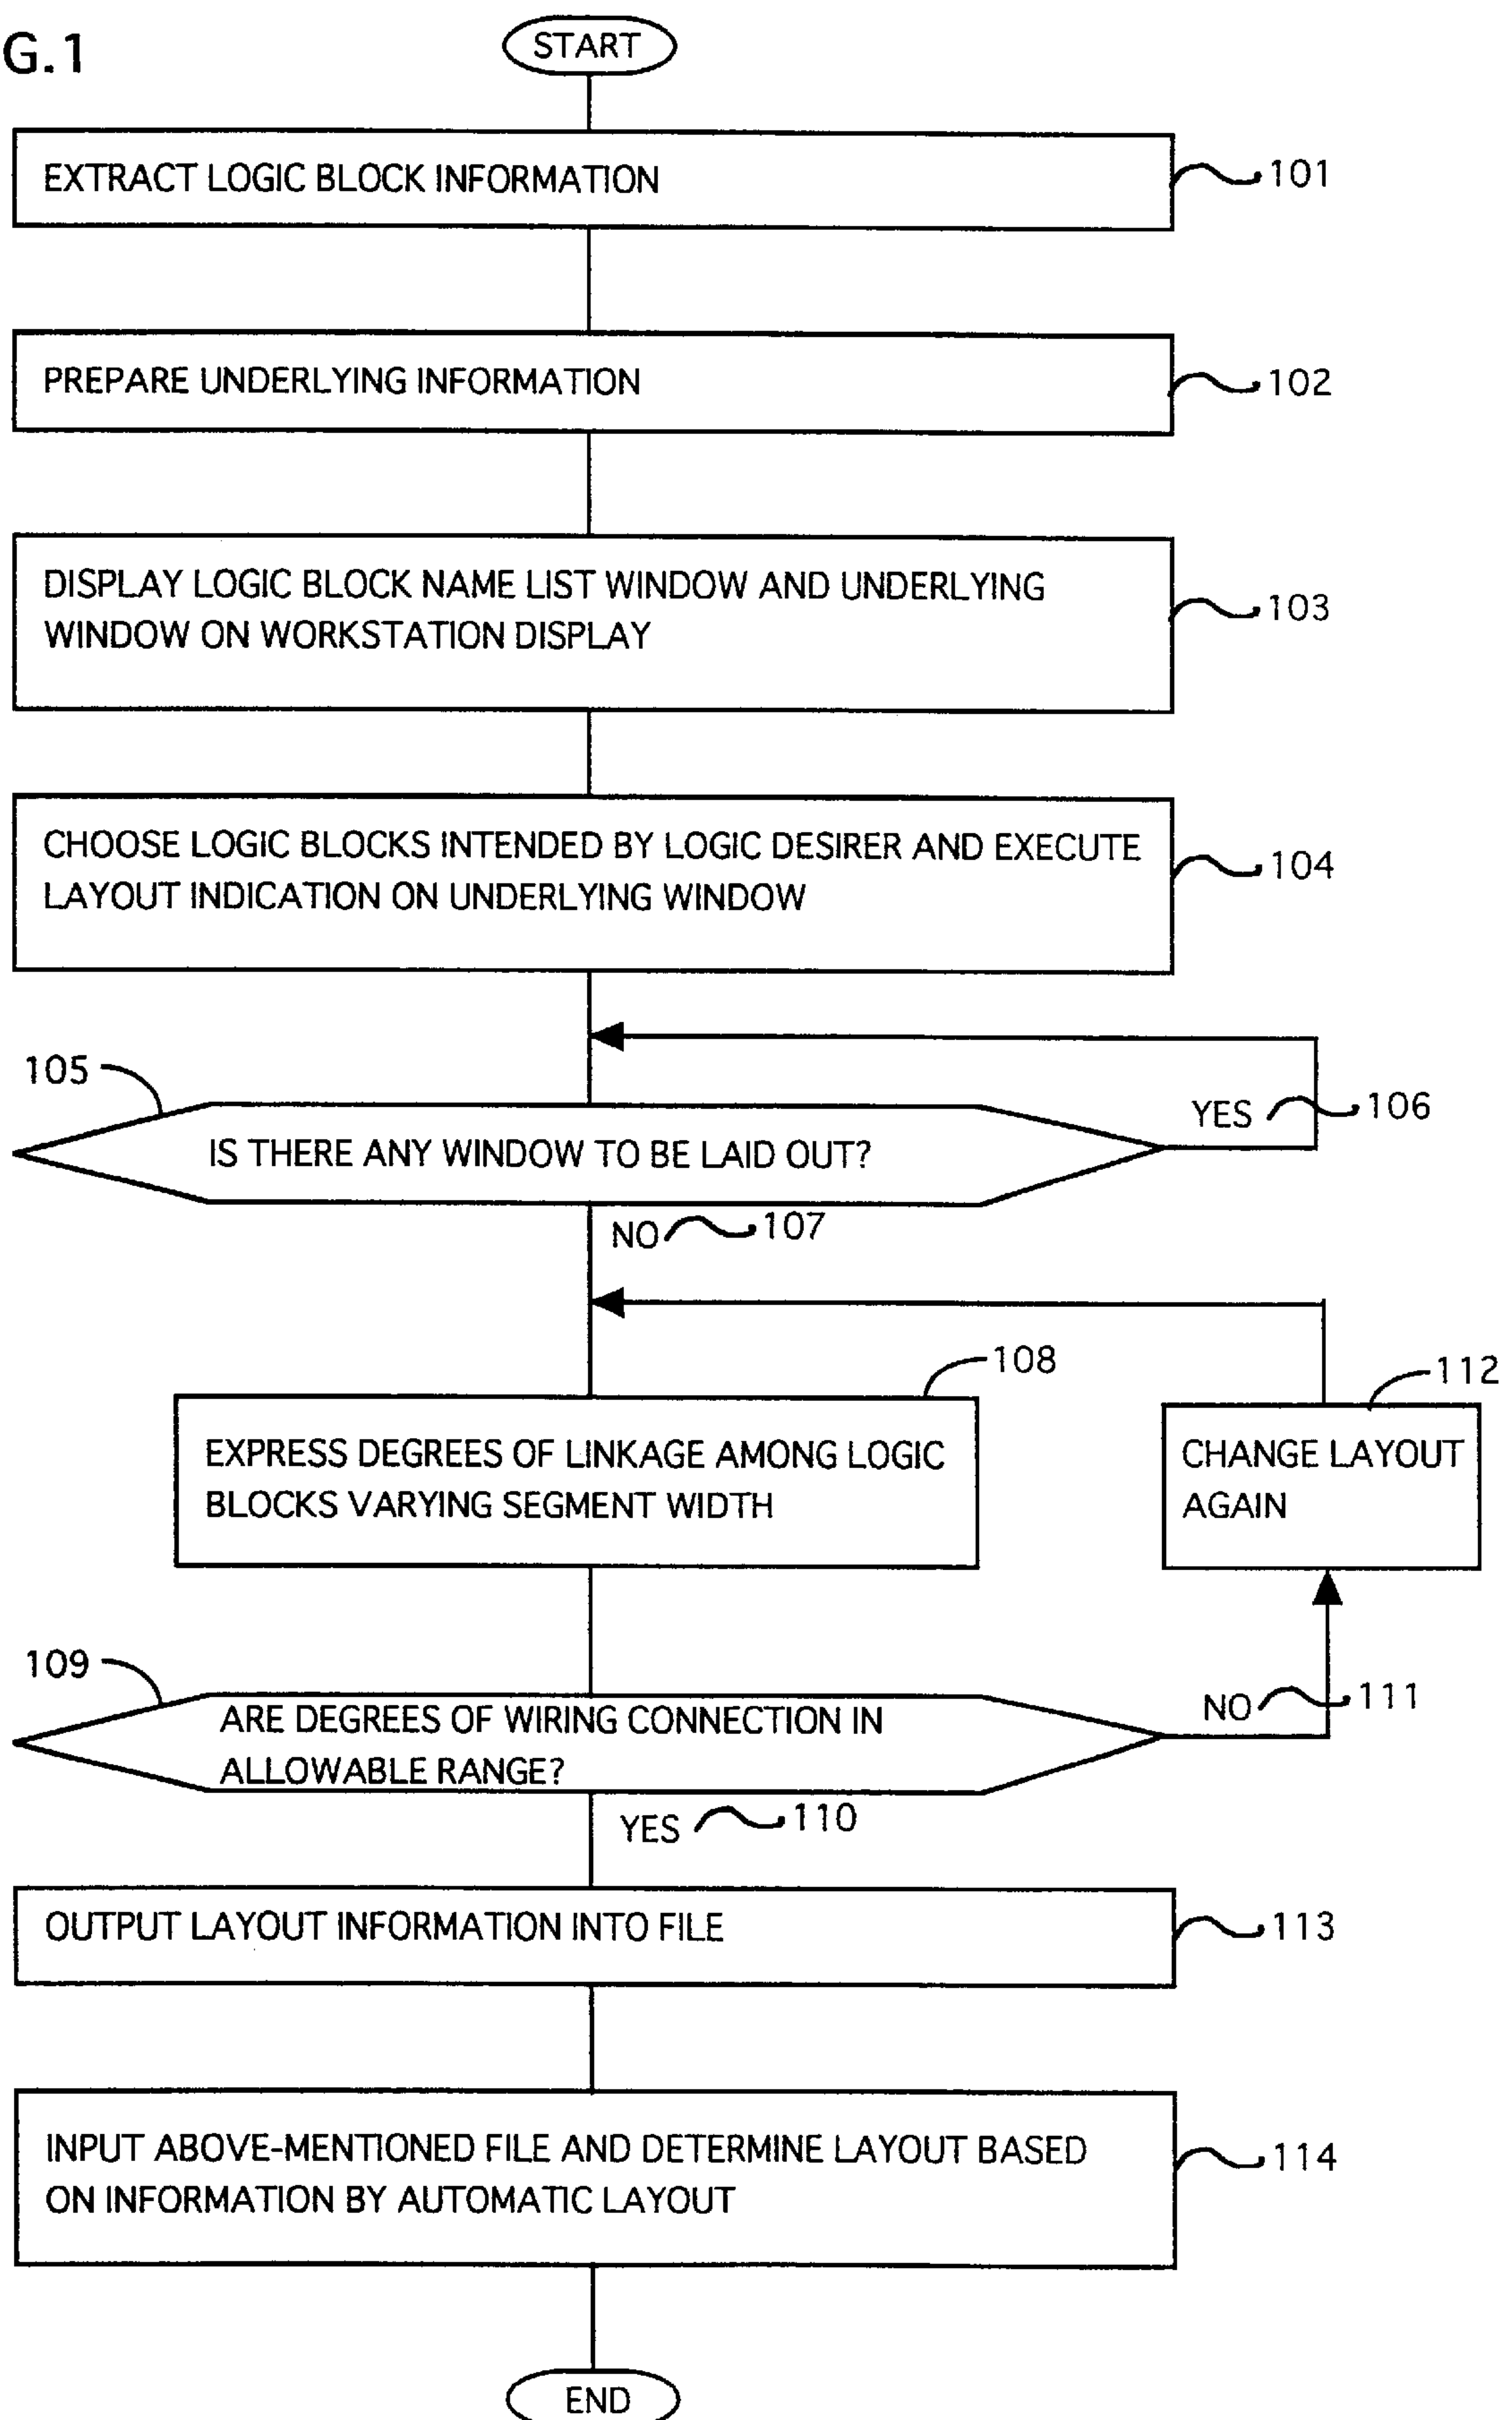 G.1
START
EXTRACT LOGIC BLOCK INFORMATION
101
PREPARE UNDERLYING INFORMATION
102
DISPLAY LOGIC BLOCK NAME LIST WINDOW AND UNDERLYING
WINDOW ON WORKSTATION DISPLAY
103
CHOOSE LOGIC BLOCKS INTENDED BY LOGIC DESIRER AND EXECUTE
LAYOUT INDICATION ON UNDERLYING WINDOW
104
105
IS THERE ANY WINDOW TO BE LAID OUT?
YES
106
NO
107
108
EXPRESS DEGREES OF LINKAGE AMONG LOGIC
BLOCKS VARYING SEGMENT WIDTH
112
CHANGE LAYOUT
AGAIN
109
ARE DEGREES OF WIRING CONNECTION IN
ALLOWABLE RANGE?
NO
111
YES
110
OUTPUT LAYOUT INFORMATION INTO FILE
113
INPUT ABOVE-MENTIONED FILE AND DETERMINE LAYOUT BASED
ON INFORMATION BY AUTOMATIC LAYOUT
114
END